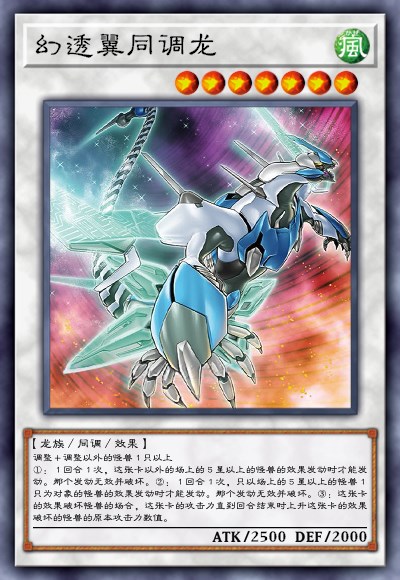 幻透翼同调龙
風
【龙族/同调/效果】
调整+调整以外的怪兽1只以上
①：1回合1次，这张卡以外的场上的5星以上的怪兽的效果发动时才能发
动。那个发动无效并破坏。②：1回合1次，只以场上的5星以上的怪兽1
只为对象的怪兽的效果发动时才能发动。那个发动无效并破坏。③：这张卡
的效果破坏怪兽的场合，这张卡的攻击力直到回合结束时上升这张卡的效果
破坏的怪兽的原本攻击力数值。
ATK/2500 DEF/2000